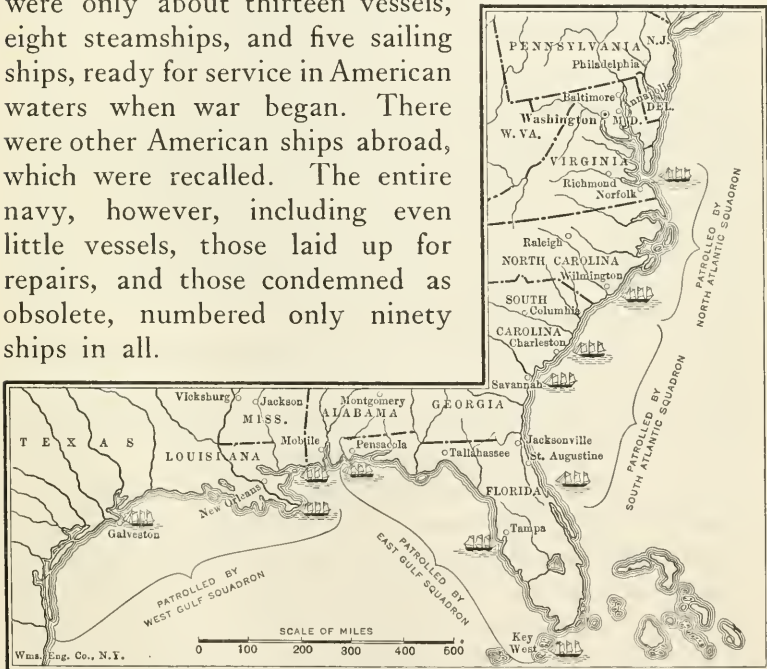 were only about thirteen vessels,
eight steamships, and five sailing
ships, ready for service in American
waters when war began. There
were other American ships abroad,
which were recalled. The entire
navy, however, including even
little vessels, those laid up for
repairs, and those condemned as
obsolete, numbered only ninety
ships in all.
PENNSYLVANIA
N.J.
Philadelphia
Baltimore
Annapolis
DEL.
Washington
MD.
W. VA.
VIRGINIA
Richmond
Norfolk
PATROLLED BY
NORTH ATLANTIC SQUADRON
Raleigh
NORTH CAROLINA
Wilmington
SOUTH
Columbia
CAROLINA
Charleston
Savannah
PATROLLED BY
SOUTH ATLANTIC SQUADRON
Vicksburg
Jackson
MISS.
Montgomery
ALABAMA
GEORGIA
TEXAS
LOUISIANA
Mobile
Pensacola
Tallahassee
Jacksonville
St. Augustine
New Orleans
FLORIDA
Galveston
Tampa
PATROLLED BY
WEST GULF SQUADRON
PATROLLED BY
EAST GULF SQUADRON
SCALE OF MILES
0 100 200 300 400 600
Key
West
Wms. Eng. Co., N.Y.